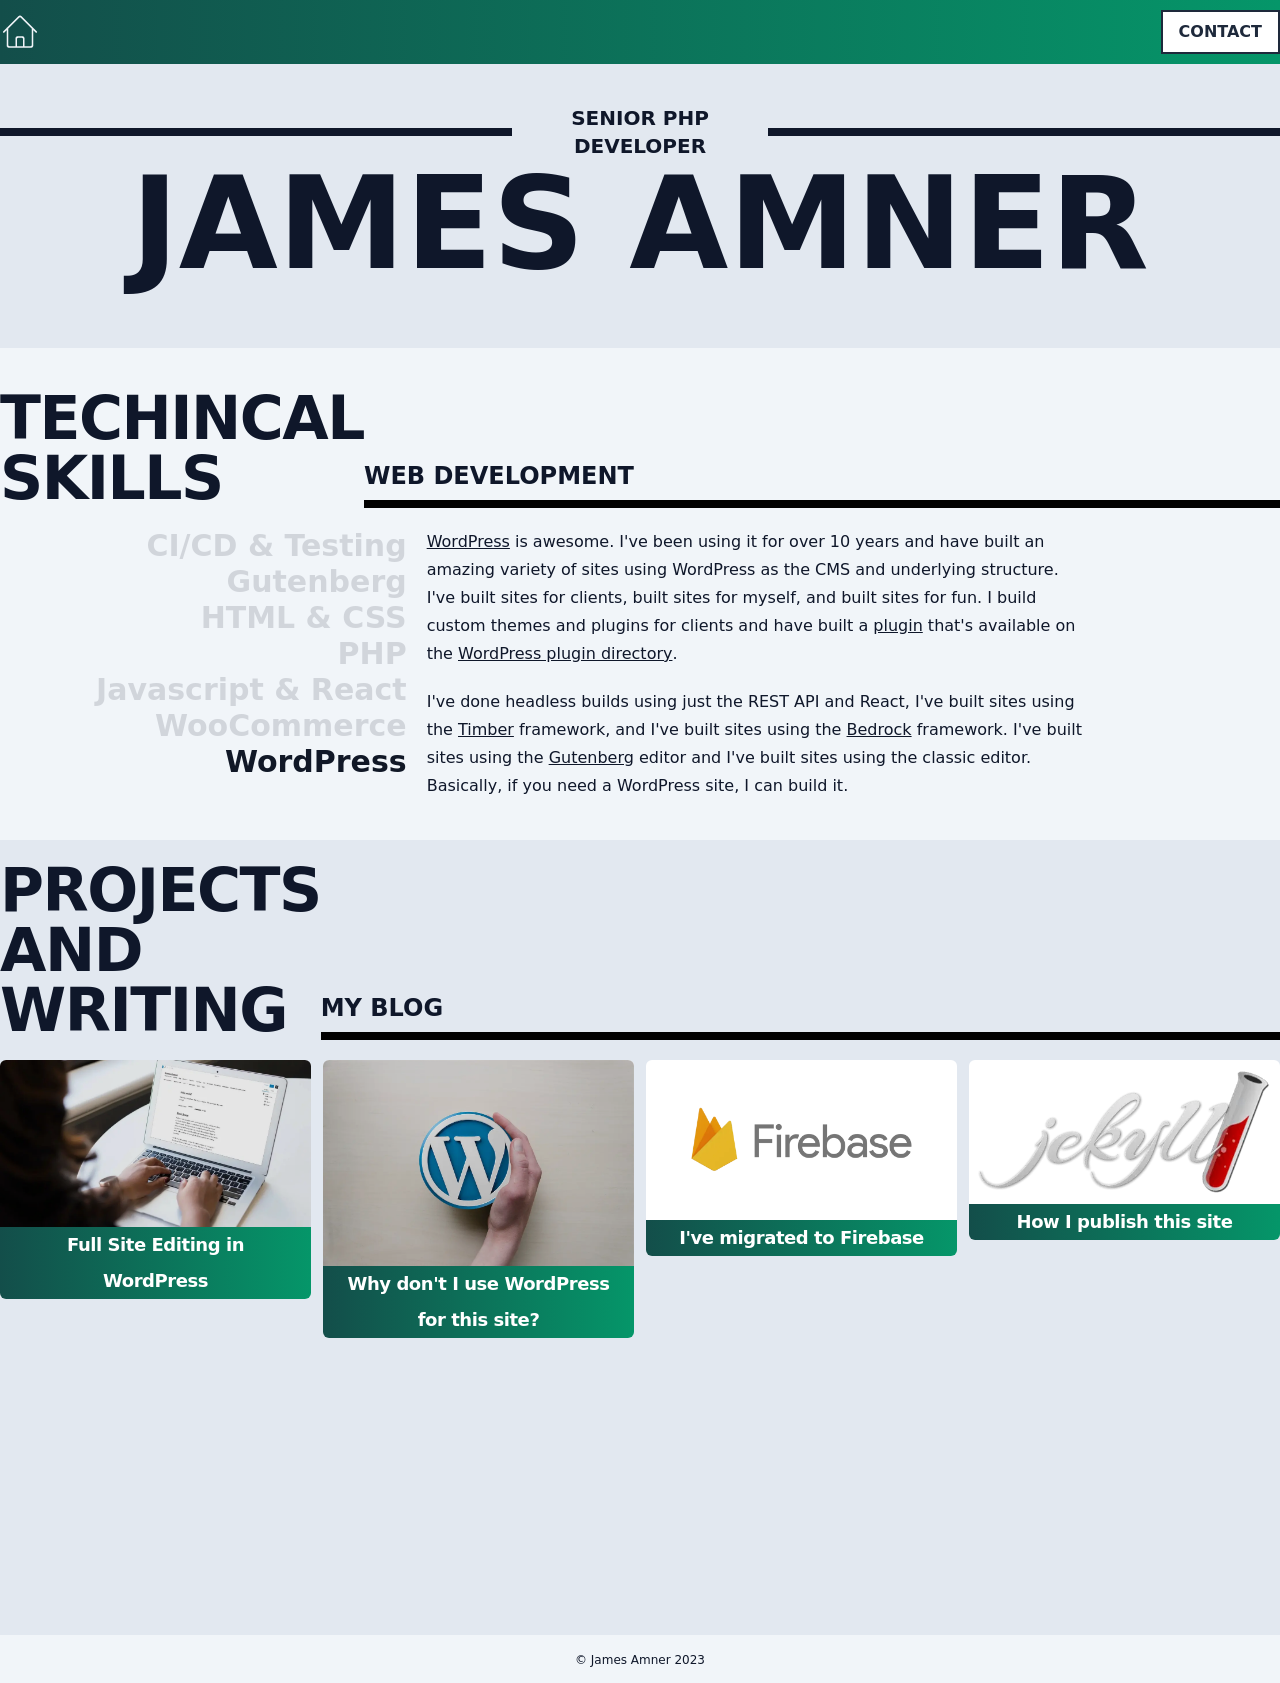 CONTACT
SENIOR PHP
DEVELOPER
JAMES AMNER
TECHINCAL
SKILLS
WEB DEVELOPMENT
CI/CD & Testing
Gutenberg
HTML & CSS
PHP
Javascript & React
WooCommerce
WordPress
WordPress is awesome. I've been using it for over 10 years and have built an
amazing variety of sites using WordPress as the CMS and underlying structure.
I've built sites for clients, built sites for myself, and built sites for fun. I build
custom themes and plugins for clients and have built a plugin that's available on
the WordPress plugin directory.
I've done headless builds using just the REST API and React, I've built sites using
the Timber framework, and I've built sites using the Bedrock framework. I've built
sites using the Gutenberg editor and I've built sites using the classic editor.
Basically, if you need a WordPress site, I can build it.
PROJECTS
AND
WRITING
MY BLOG
Full Site Editing in
WordPress
W
Why don't I use WordPress
for this site?
Firebase
I've migrated to Firebase
jekyll
How I publish this site
© James Amner 2023